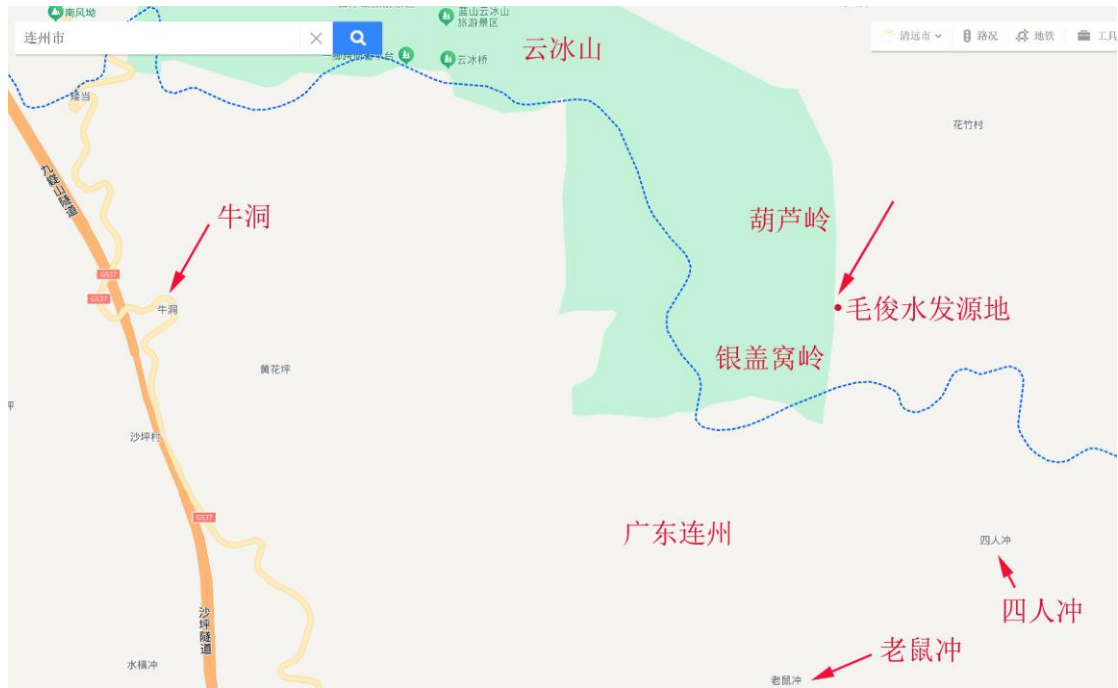 南风坳
蓝山云冰山
旅游景区
连州市
清远市
路况
地铁
工具
云冰山
云冰桥
矮当
花竹村
九疑山隧道
牛洞
葫芦岭
G537
G537
牛洞
毛俊水发源地
银盖窝岭
黄花坪
坪
沙坪村
G537
广东连州
四人冲
四人冲
沙坪隧道
老鼠冲
水横冲
老鼠冲